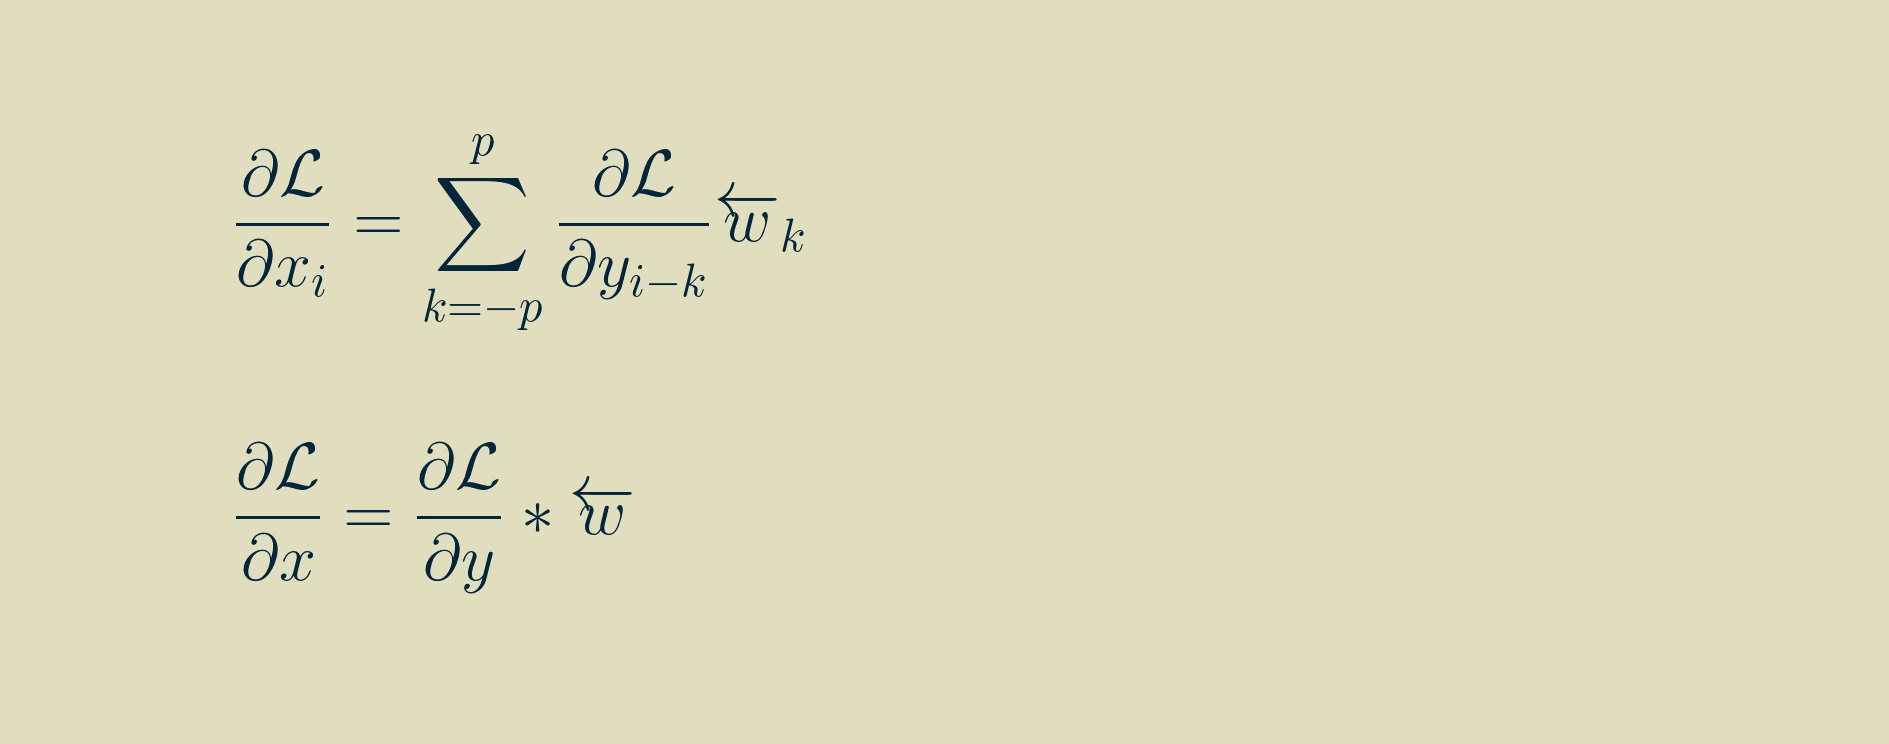 \frac{\partial \mathcal{L}}{\partial x_i} = \sum_{k=-p}^{p} \frac{\partial \mathcal{L}}{\partial y_{i-k}} \overleftarrow{w}_k
\frac{\partial \mathcal{L}}{\partial x} = \frac{\partial \mathcal{L}}{\partial y} * \overleftarrow{w}